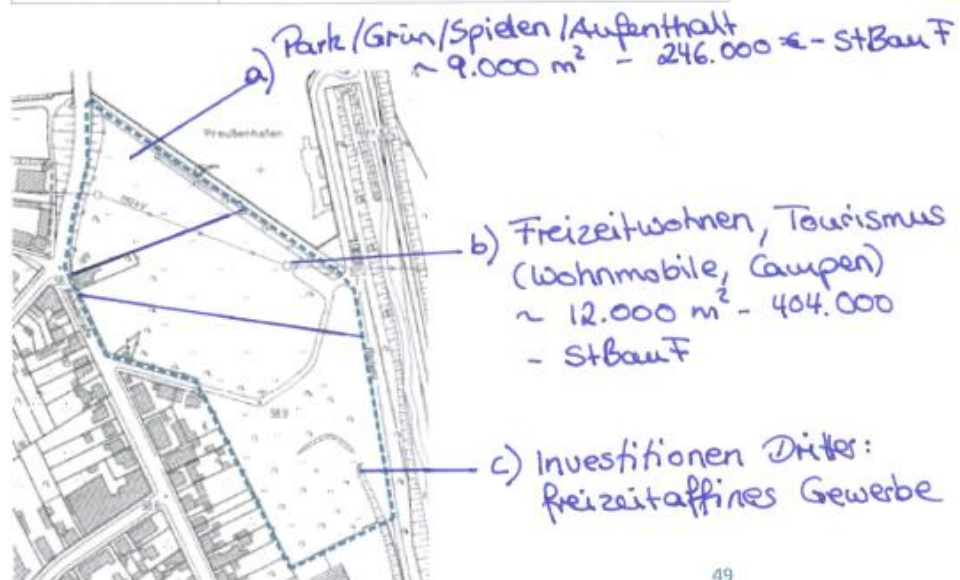 a) Park/Grün/Spielen/Aufenthalt
~ 9.000 m² - 246.000 € - StBauF
Preußenhafen
b) Freizeitwohnen, Tourismus
(Wohnmobile, Campen)
~ 12.000 m² - 404.000
- StBauF
c) Investitionen Dritter:
freizeitaffines Gewerbe
49